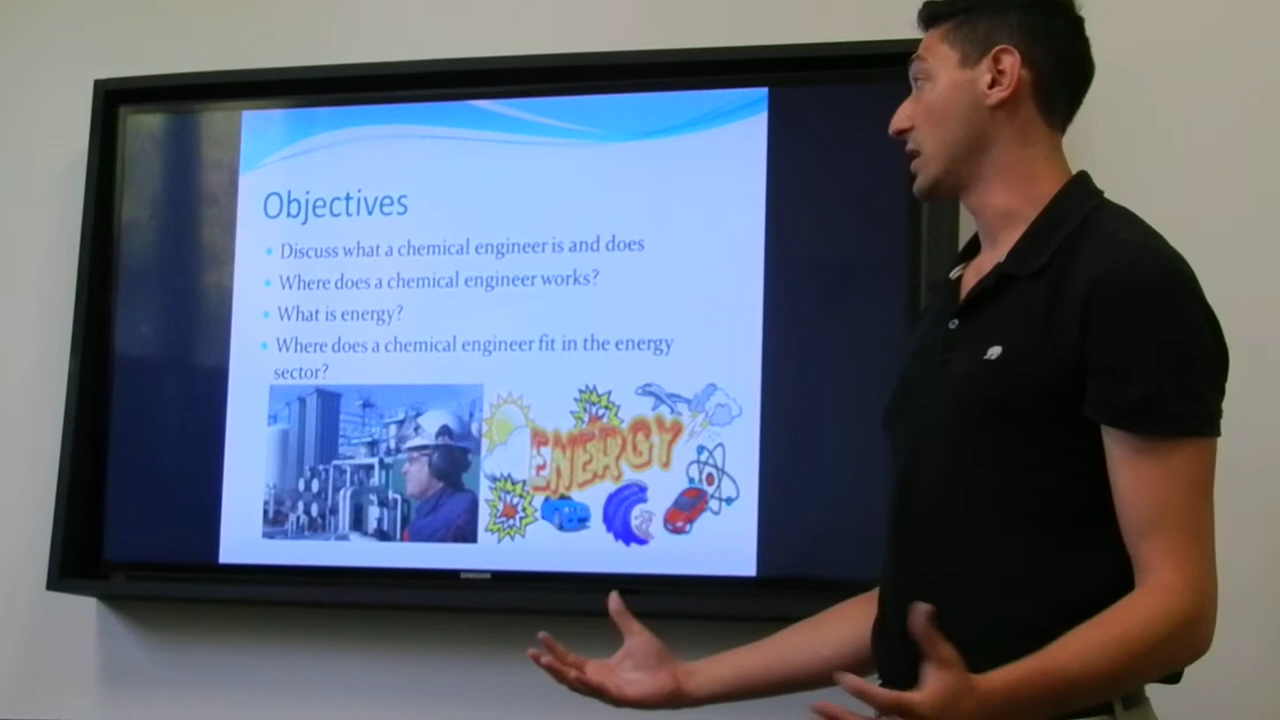 Objectives
Discuss what a chemical engineer is and does
Where does a chemical engineer works?
What is energy?
Where does a chemical engineer fit in the energy
sector?
ENERGY
SAMSUNG